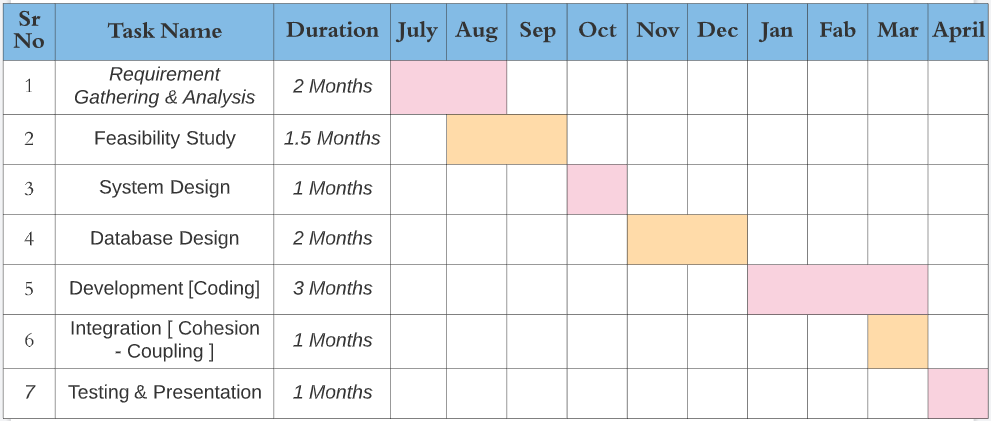 Sr No Task Name Duration July Aug Sep Oct Nov Dec Jan Fab Mar April
1 Requirement Gathering & Analysis 2 Months
2 Feasibility Study 1.5 Months
3 System Design 1 Months
4 Database Design 2 Months
5 Development [Coding] 3 Months
6 Integration [ Cohesion - Coupling ] 1 Months
7 Testing & Presentation 1 Months